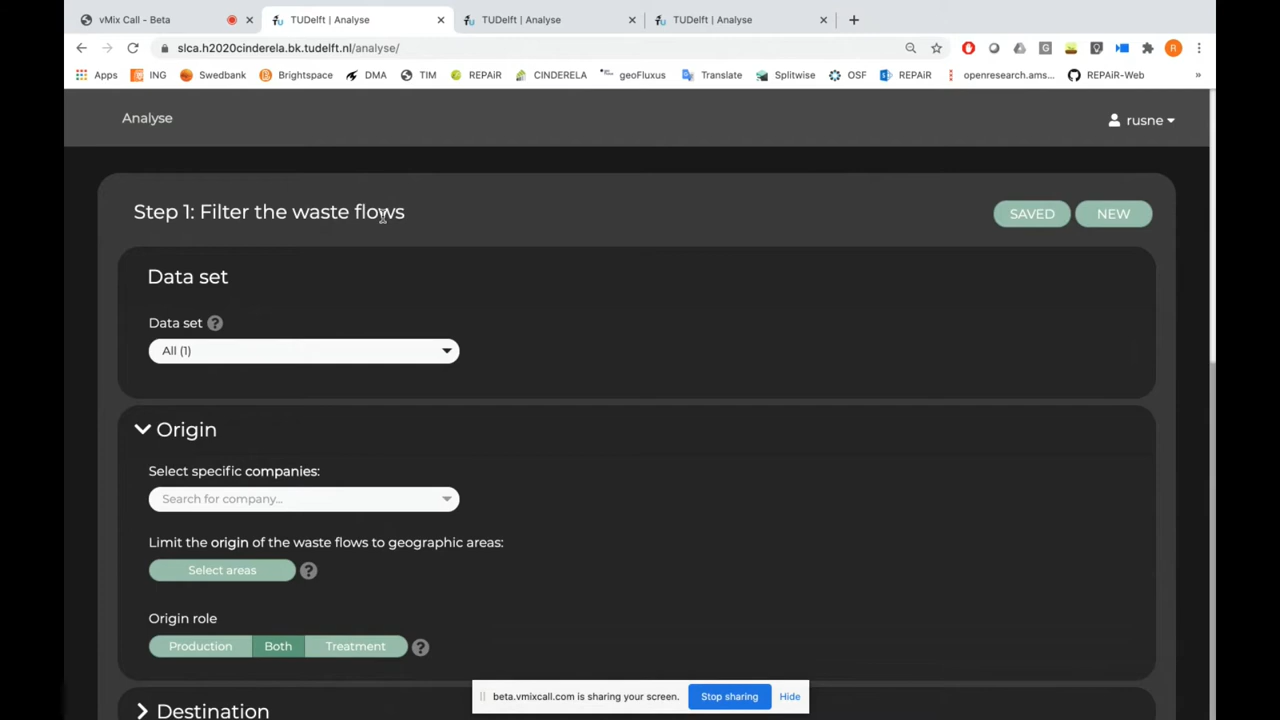 vMix Call - Beta
TUDelft | Analyse
TUDelft | Analyse
TUDelft | Analyse
slca.h2020cinderela.bk.tudelft.nl/analyse/
Apps ING Swedbank Brightspace DMA TIM REPAiR CINDERELA geoFluxus Translate Splitwise OSF REPAiR openresearch.ams... REPAiR-Web »
Analyse
rusne
Step 1: Filter the waste flows
SAVED NEW
Data set
Data set ?
All (1)
Origin
Select specific companies:
Search for company...
Limit the origin of the waste flows to geographic areas:
Select areas ?
Origin role
Production Both Treatment ?
beta.vmixcall.com is sharing your screen. Stop sharing Hide
Destination